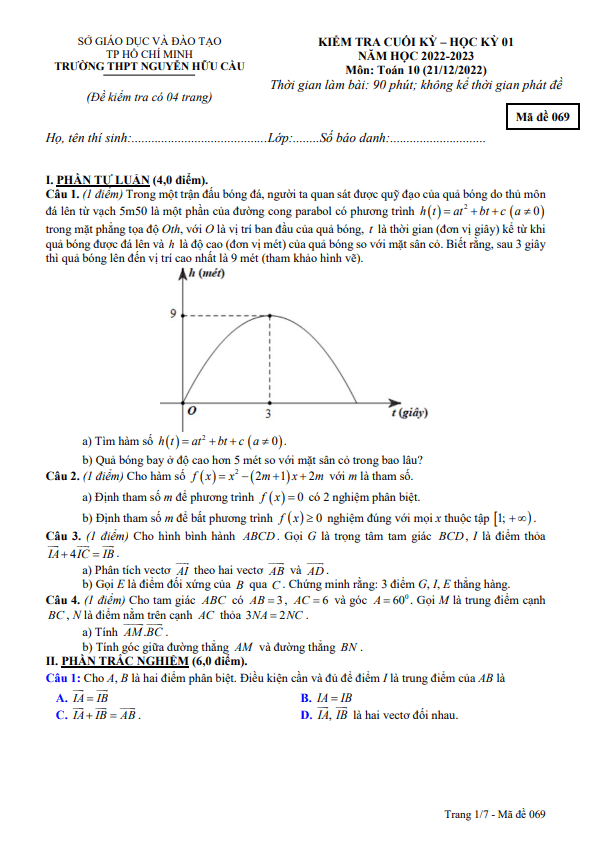 SỞ GIÁO DỤC VÀ ĐÀO TẠO
TP HỒ CHÍ MINH
TRƯỜNG THPT NGUYỄN HỮU CẦU
(Đề kiểm tra có 04 trang)
KIỂM TRA CUỐI KỲ – HỌC KỲ 01
NĂM HỌC 2022-2023
Môn: Toán 10 (21/12/2022)
Thời gian làm bài: 90 phút; không kể thời gian phát đề
Mã đề 069
Họ, tên thí sinh:.........................................Lớp:........Số báo danh:.............................
I. PHẦN TỰ LUẬN (4,0 điểm).
Câu 1. (1 điểm) Trong một trận đấu bóng đá, người ta quan sát được quỹ đạo của quả bóng do thủ môn
đá lên từ vạch 5m50 là một phần của đường cong parabol có phương trình h(t) = at² + bt + c (a ≠ 0)
trong mặt phẳng tọa độ Oth, với O là vị trí ban đầu của quả bóng, t là thời gian (đơn vị giây) kể từ khi
quả bóng được đá lên và h là độ cao (đơn vị mét) của quả bóng so với mặt sân cỏ. Biết rằng, sau 3 giây
thì quả bóng lên đến vị trí cao nhất là 9 mét (tham khảo hình vẽ).
h (mét)
9
O
3
t (giây)
a) Tìm hàm số h(t) = at² + bt + c (a ≠ 0).
b) Quả bóng bay ở độ cao hơn 5 mét so với mặt sân cỏ trong bao lâu?
Câu 2. (1 điểm) Cho hàm số f(x) = x² − (2m+1)x + 2m với m là tham số.
a) Định tham số m để phương trình f(x) = 0 có 2 nghiệm phân biệt.
b) Định tham số m để bất phương trình f(x) ≥ 0 nghiệm đúng với mọi x thuộc tập [1; +∞).
Câu 3. (1 điểm) Cho hình bình hành ABCD. Gọi G là trọng tâm tam giác BCD, I là điểm thỏa
\overrightarrow{IA} + 4\overrightarrow{IC} = \overrightarrow{IB}.
a) Phân tích vectơ \overrightarrow{AI} theo hai vectơ \overrightarrow{AB} và \overrightarrow{AD}.
b) Gọi E là điểm đối xứng của B qua C. Chứng minh rằng: 3 điểm G, I, E thẳng hàng.
Câu 4. (1 điểm) Cho tam giác ABC có AB = 3, AC = 6 và góc A = 60⁰. Gọi M là trung điểm cạnh
BC, N là điểm nằm trên cạnh AC thỏa 3NA = 2NC.
a) Tính \overrightarrow{AM}.\overrightarrow{BC}.
b) Tính góc giữa đường thẳng AM và đường thẳng BN.
II. PHẦN TRẮC NGHIỆM (6,0 điểm).
Câu 1: Cho A, B là hai điểm phân biệt. Điều kiện cần và đủ để điểm I là trung điểm của AB là
A. \overrightarrow{IA} = \overrightarrow{IB}
B. IA = IB
C. \overrightarrow{IA} + \overrightarrow{IB} = \overrightarrow{AB}.
D. \overrightarrow{IA}, \overrightarrow{IB} là hai vectơ đối nhau.
Trang 1/7 - Mã đề 069